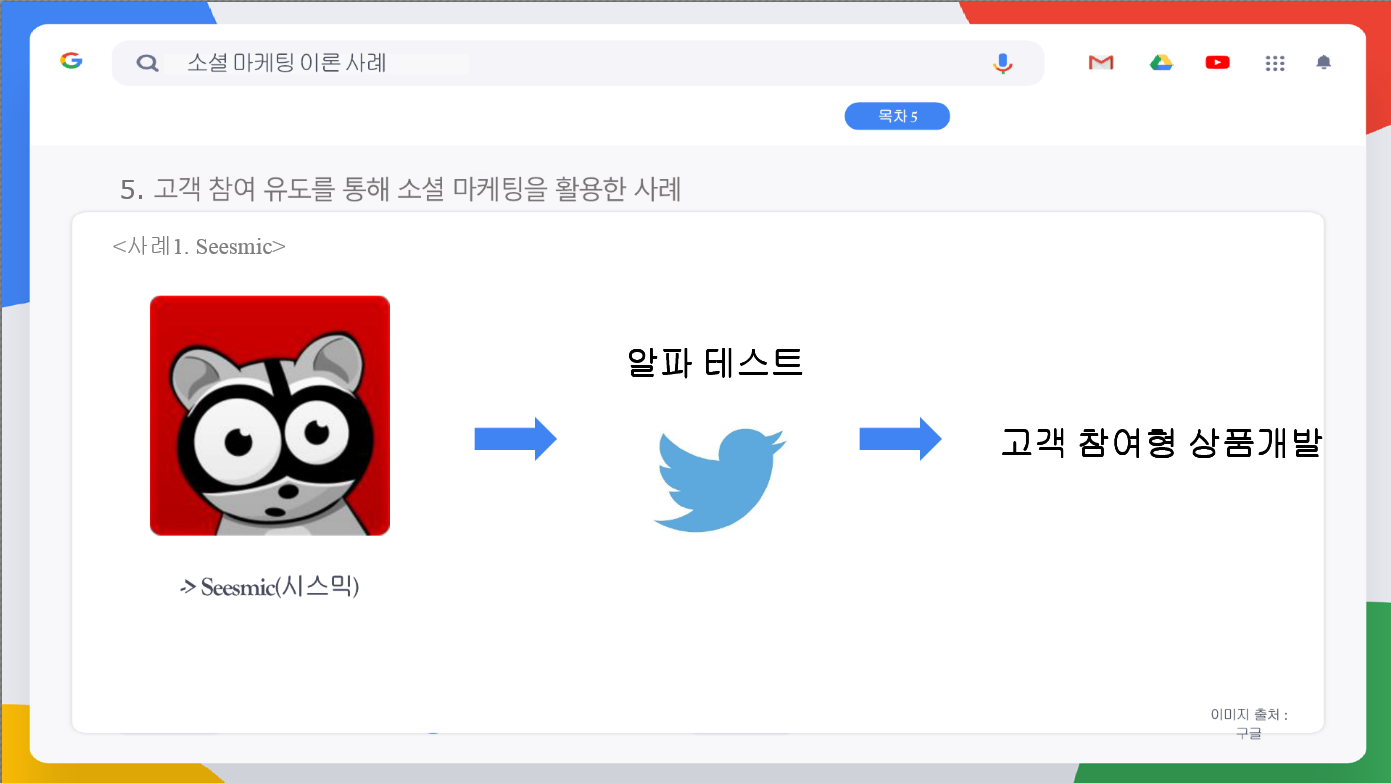 소셜 마케팅 이론 사례
목차 5
5. 고객 참여 유도를 통해 소셜 마케팅을 활용한 사례
<사례1. Seesmic>
알파 테스트
고객 참여형 상품개발
-> Seesmic(시스믹)
이미지 출처 :
구글